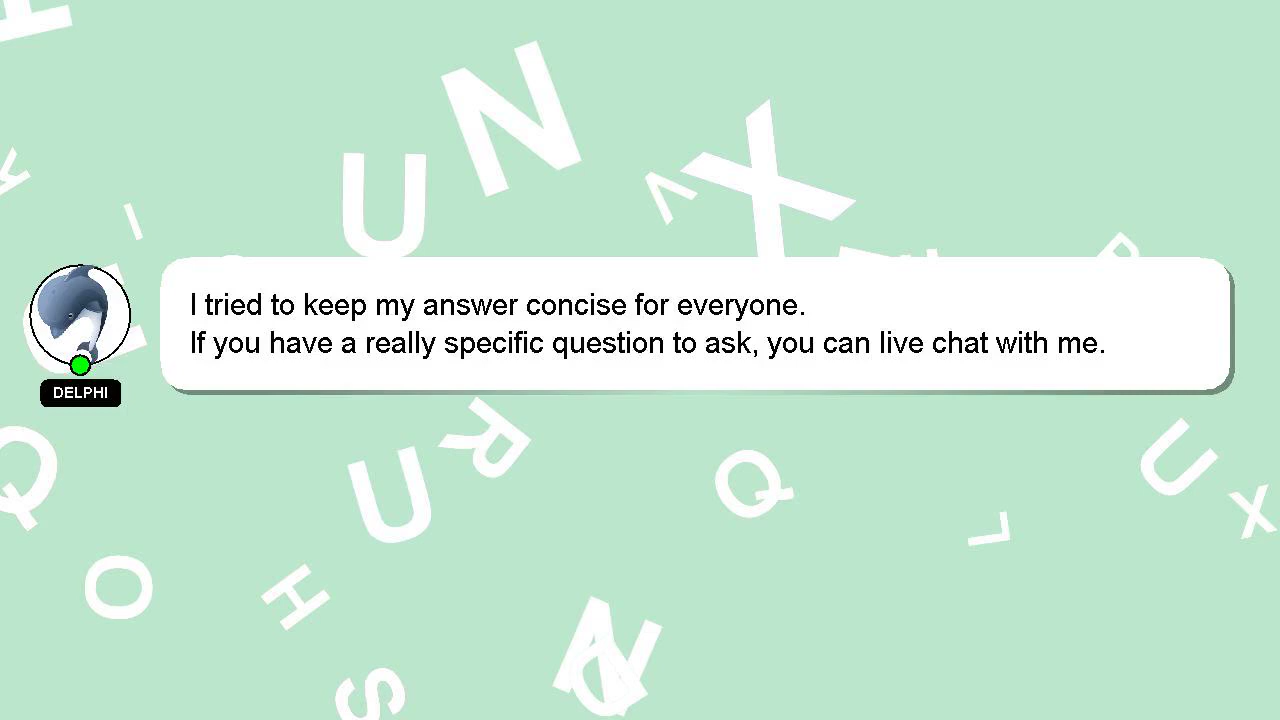 I tried to keep my answer concise for everyone.
If you have a really specific question to ask, you can live chat with me.
DELPHI
N
U
X
V
I
R
U
R
Q
Q
U
X
L
O
H
N
S